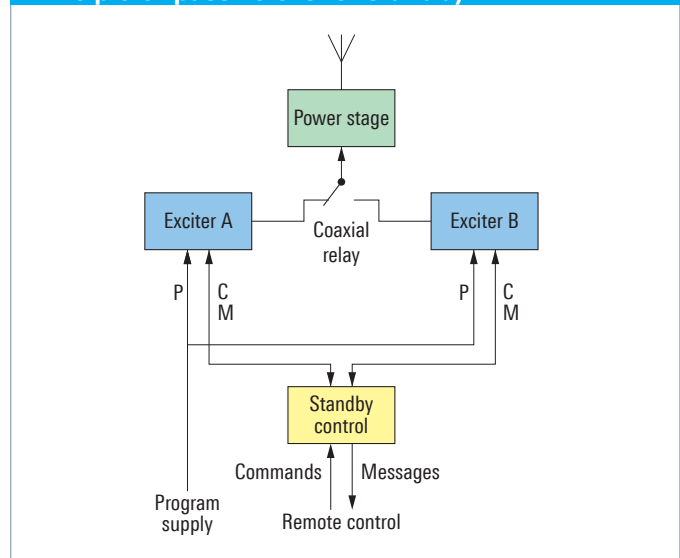 Power stage
Exciter A
Exciter B
Coaxial
relay
P
C
M
P
C
M
Standby
control
Commands
Messages
Program
supply
Remote control